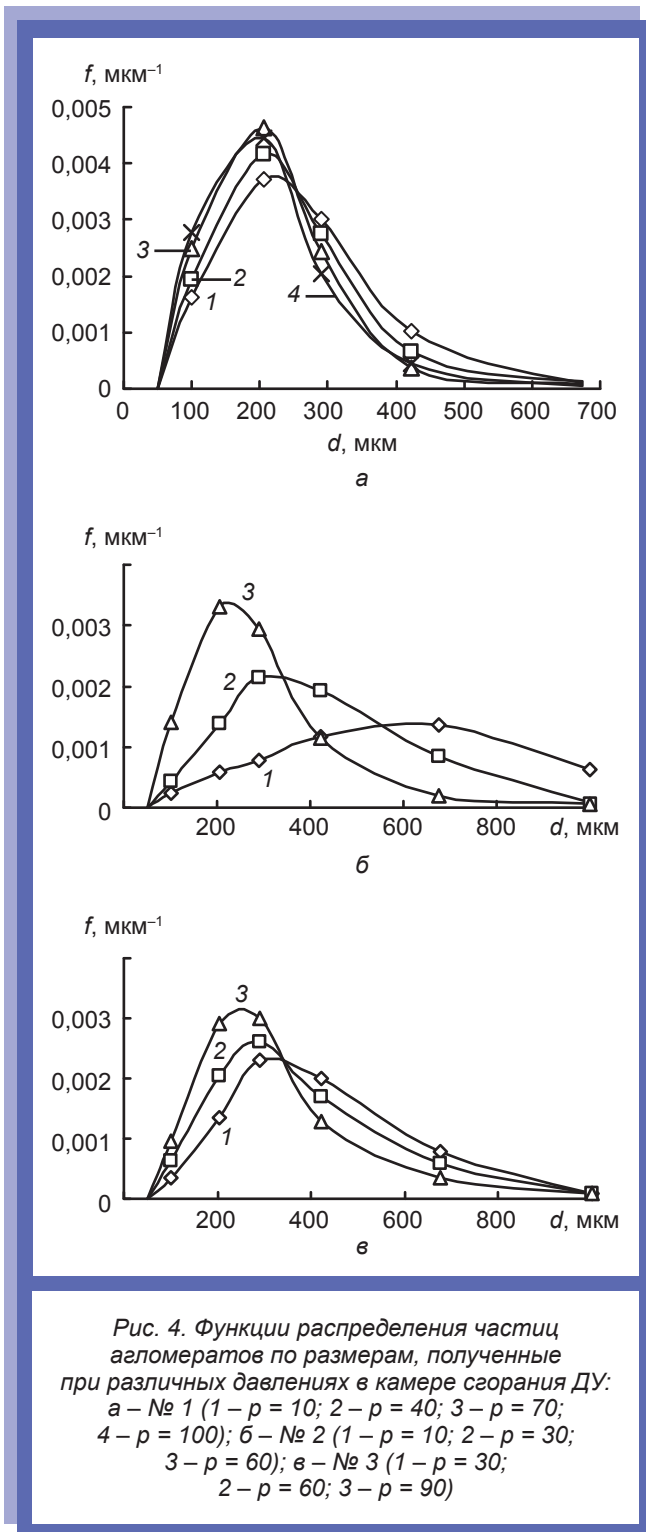 f, мкм⁻¹
0,005
0,004
0,003
3
2
0,002
4
1
0,001
0
0 100 200 300 400 500 600 700
d, мкм
а
f, мкм⁻¹
3
0,003
2
0,002
0,001
1
0
200 400 600 800 d, мкм
б
f, мкм⁻¹
3
0,003
2
0,002
1
0,001
0
200 400 600 800 d, мкм
в
Рис. 4. Функции распределения частиц
агломератов по размерам, полученные
при различных давлениях в камере сгорания ДУ:
а – № 1 (1 – р = 10; 2 – р = 40; 3 – р = 70;
4 – р = 100); б – № 2 (1 – р = 10; 2 – р = 30;
3 – р = 60); в – № 3 (1 – р = 30;
2 – р = 60; 3 – р = 90)